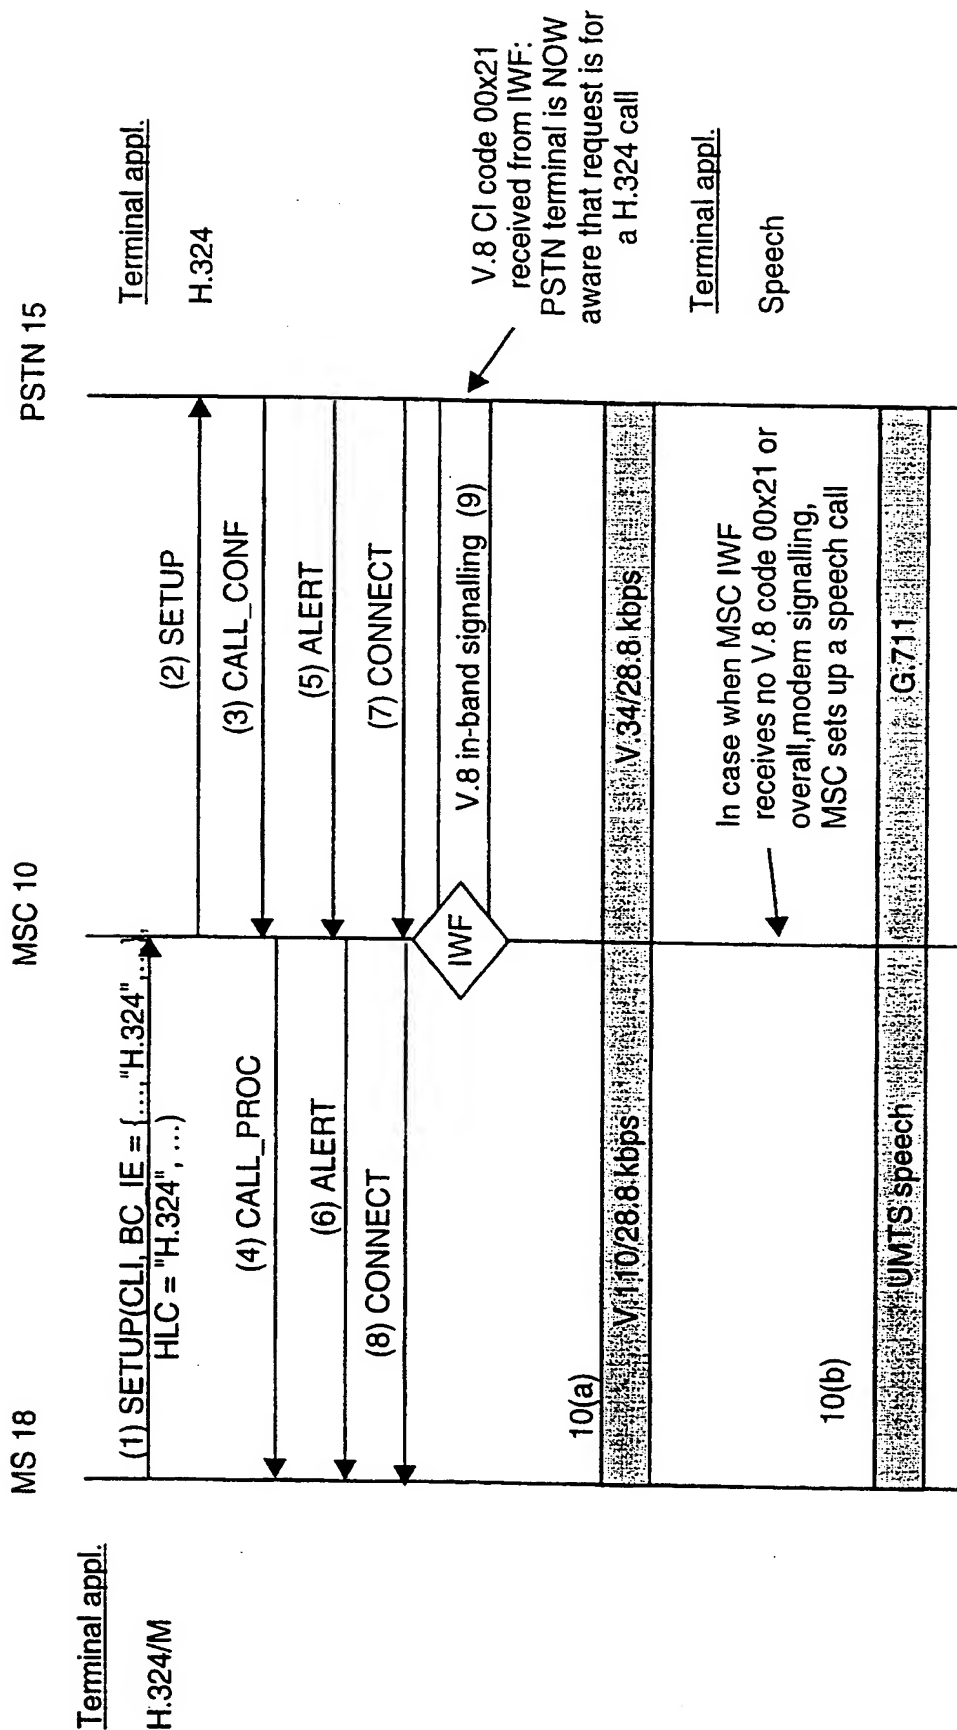 MS 18
MSC 10
PSTN 15
Terminal appl.
H.324/M
Terminal appl.
H.324
(1) SETUP(CLI, BC_IE = {...,"H.324",...},
HLC = "H.324", ...)
(2) SETUP
(3) CALL_CONF
(4) CALL_PROC
(5) ALERT
(6) ALERT
(7) CONNECT
(8) CONNECT
IWF
V.8 in-band signalling (9)
V.8 CI code 00x21
received from IWF:
PSTN terminal is NOW
aware that request is for
a H.324 call
10(a)
V.110/28.8 kbps
V.34/28.8 kbps
Terminal appl.
Speech
In case when MSC IWF
receives no V.8 code 00x21 or
overall,modem signalling,
MSC sets up a speech call
10(b)
UMTS speech
G.711